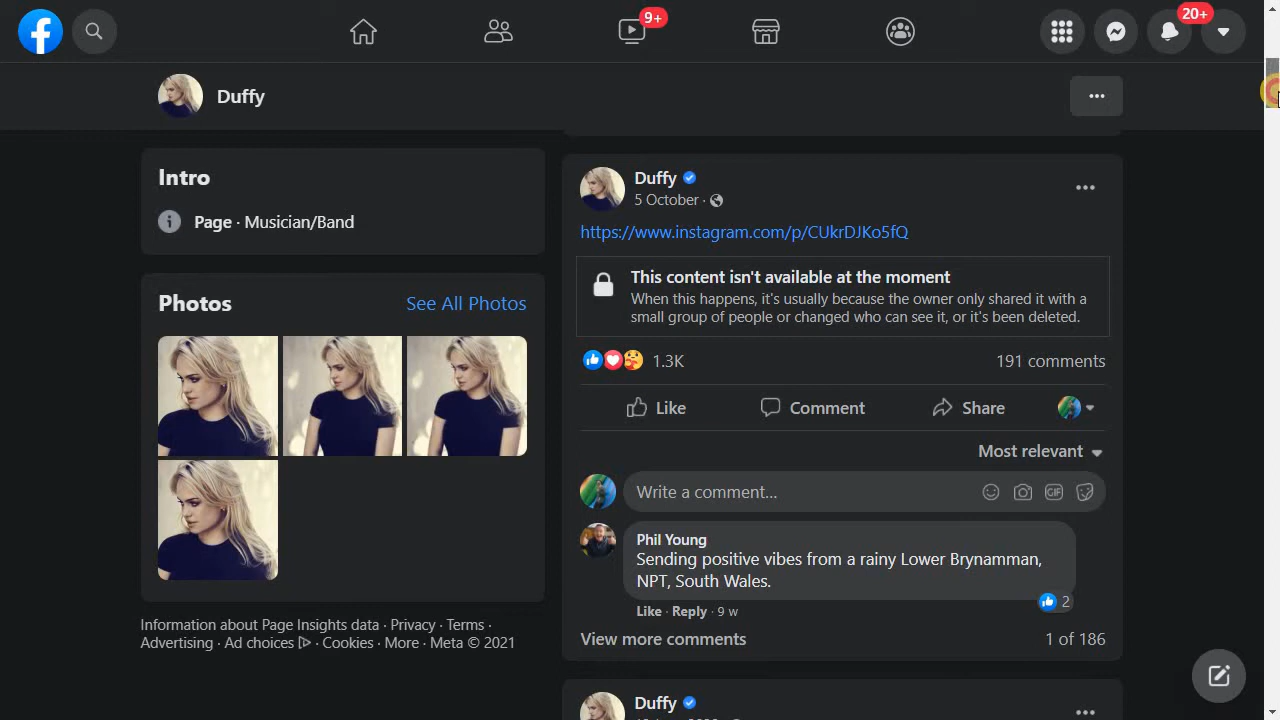 9+
20+
Duffy
Intro
Page · Musician/Band
Photos
See All Photos
Information about Page Insights data · Privacy · Terms ·
Advertising · Ad choices · Cookies · More · Meta © 2021
Duffy
5 October ·
https://www.instagram.com/p/CUkrDJKo5fQ
This content isn't available at the moment
When this happens, it's usually because the owner only shared it with a
small group of people or changed who can see it, or it's been deleted.
1.3K
191 comments
Like
Comment
Share
Most relevant
Write a comment...
GIF
Phil Young
Sending positive vibes from a rainy Lower Brynamman,
NPT, South Wales.
2
Like · Reply · 9 w
View more comments
1 of 186
Duffy